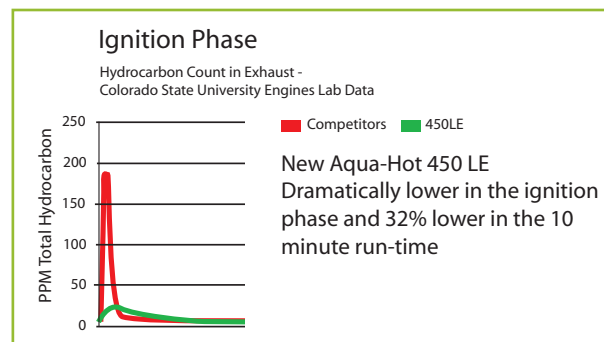 Ignition Phase
Hydrocarbon Count in Exhaust -
Colorado State University Engines Lab Data
PPM Total Hydrocarbon
250
200
150
100
50
0
Competitors
450LE
New Aqua-Hot 450 LE
Dramatically lower in the ignition
phase and 32% lower in the 10
minute run-time